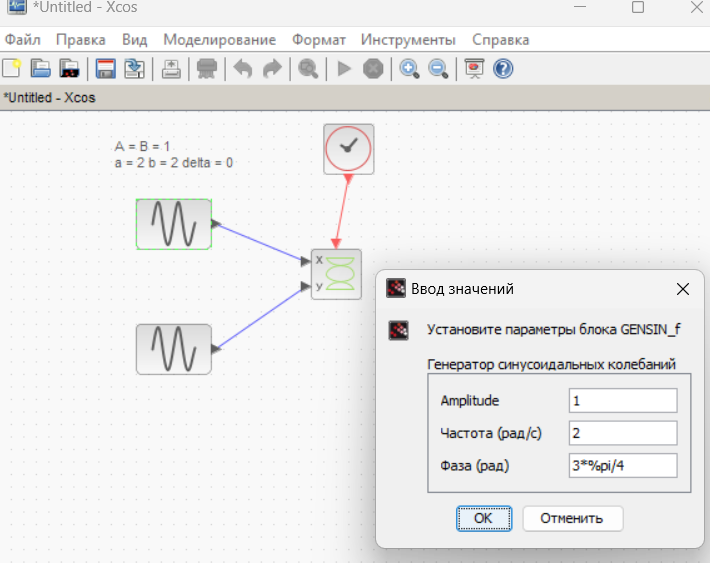 *Untitled - Xcos
Файл Правка Вид Моделирование Формат Инструменты Справка
*Untitled - Xcos
A = B = 1
a = 2 b = 2 delta = 0
X
y
Ввод значений
Установите параметры блока GENSIN_f
Генератор синусоидальных колебаний
Amplitude 1
Частота (рад/с) 2
Фаза (рад) 3*%pi/4
OK Отменить